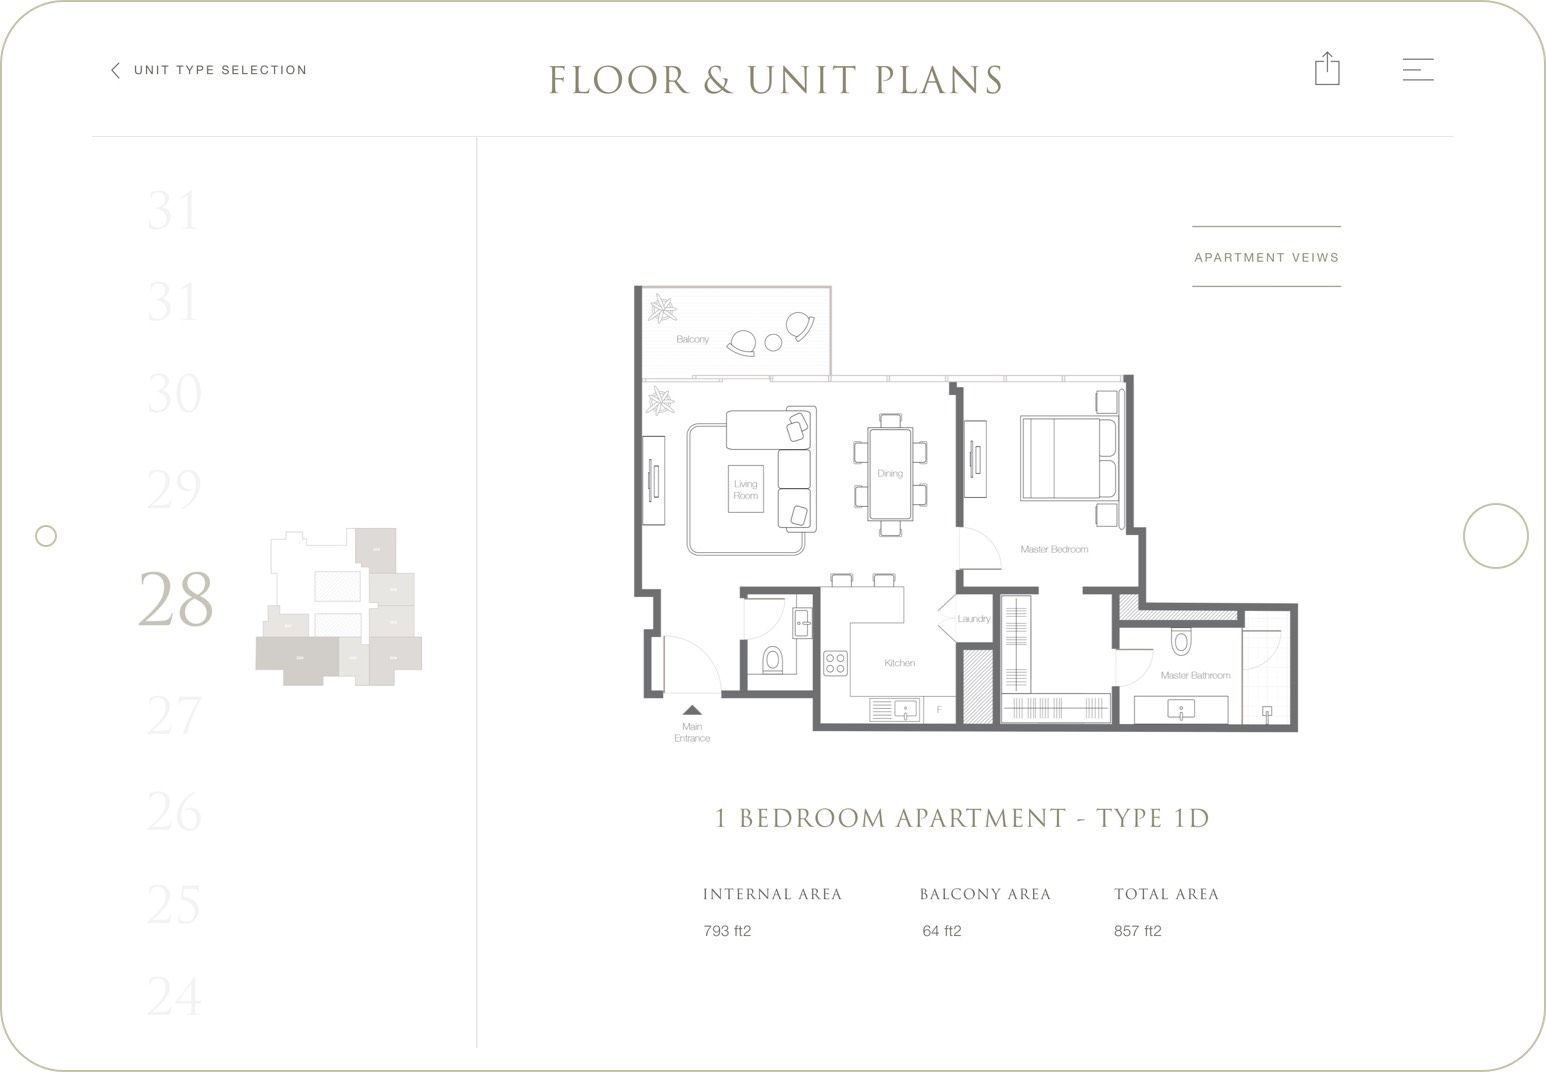 UNIT TYPE SELECTION
FLOOR & UNIT PLANS
31
31
30
29
28
27
26
25
24
APARTMENT VEIWS
Balcony
Living
Room
Dining
Master Bedroom
Laundry
Kitchen
Master Bathroom
F
Main
Entrance
1 BEDROOM APARTMENT - TYPE 1D
INTERNAL AREA
BALCONY AREA
TOTAL AREA
793 ft2
64 ft2
857 ft2